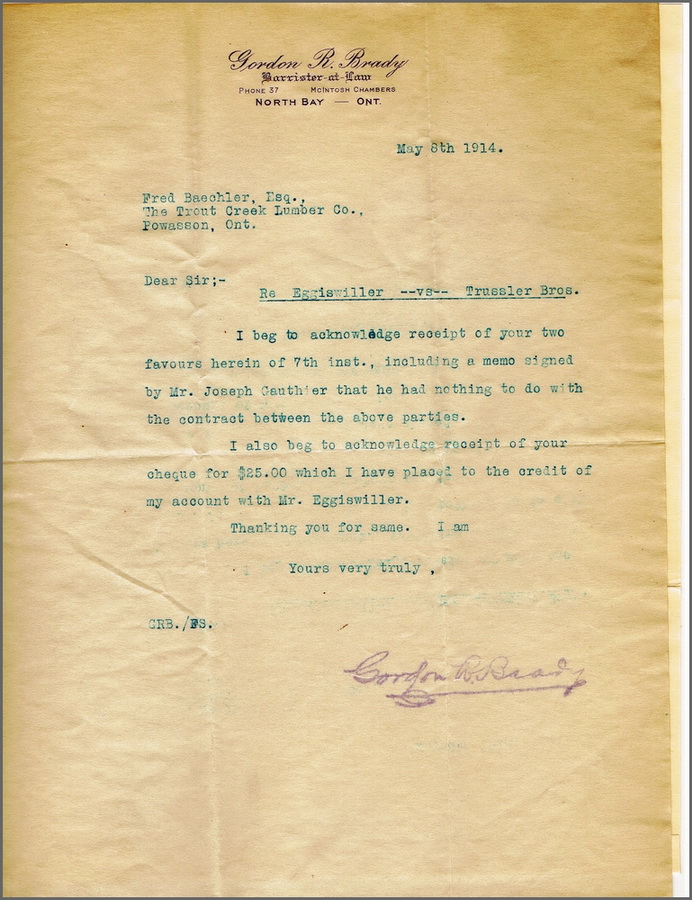 Gordon R. Brady
Barrister-at-Law
PHONE 37 McINTOSH CHAMBERS
NORTH BAY — ONT.
May 8th 1914.
Fred Baechler, Esq.,
The Trout Creek Lumber Co.,
Powasson, Ont.
Dear Sir;-
Re Eggiswiller --vs-- Trussler Bros.
I beg to acknowledge receipt of your two
favours herein of 7th inst., including a memo signed
by Mr. Joseph Gauthier that he had nothing to do with
the contract between the above parties.
I also beg to acknowledge receipt of your
cheque for $25.00 which I have placed to the credit of
my account with Mr. Eggiswiller.
Thanking you for same. I am
Yours very truly ,
GRB./FS.
Gordon R. Brady